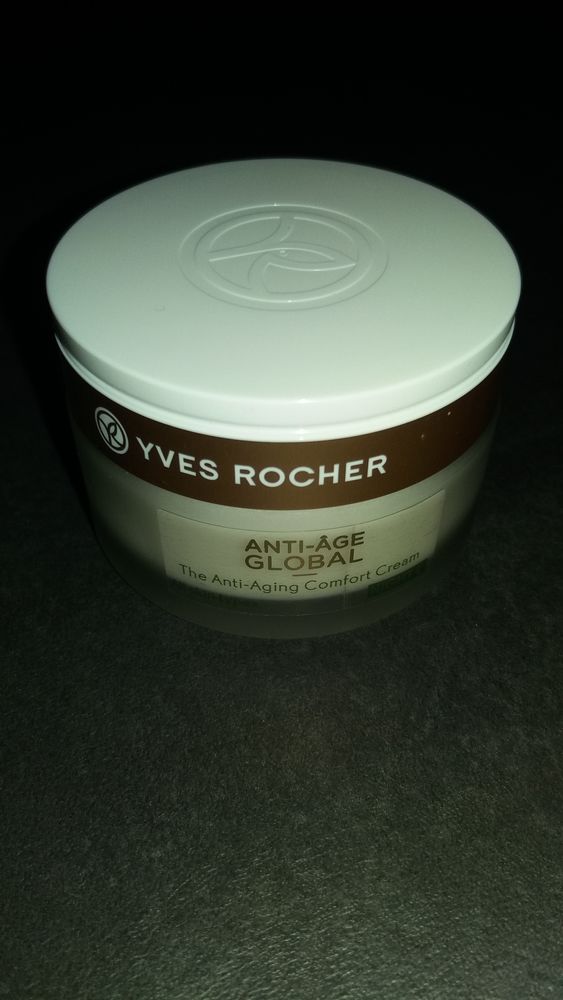 YVES ROCHER
ANTI-ÂGE
GLOBAL
The Anti-Aging Comfort Cream